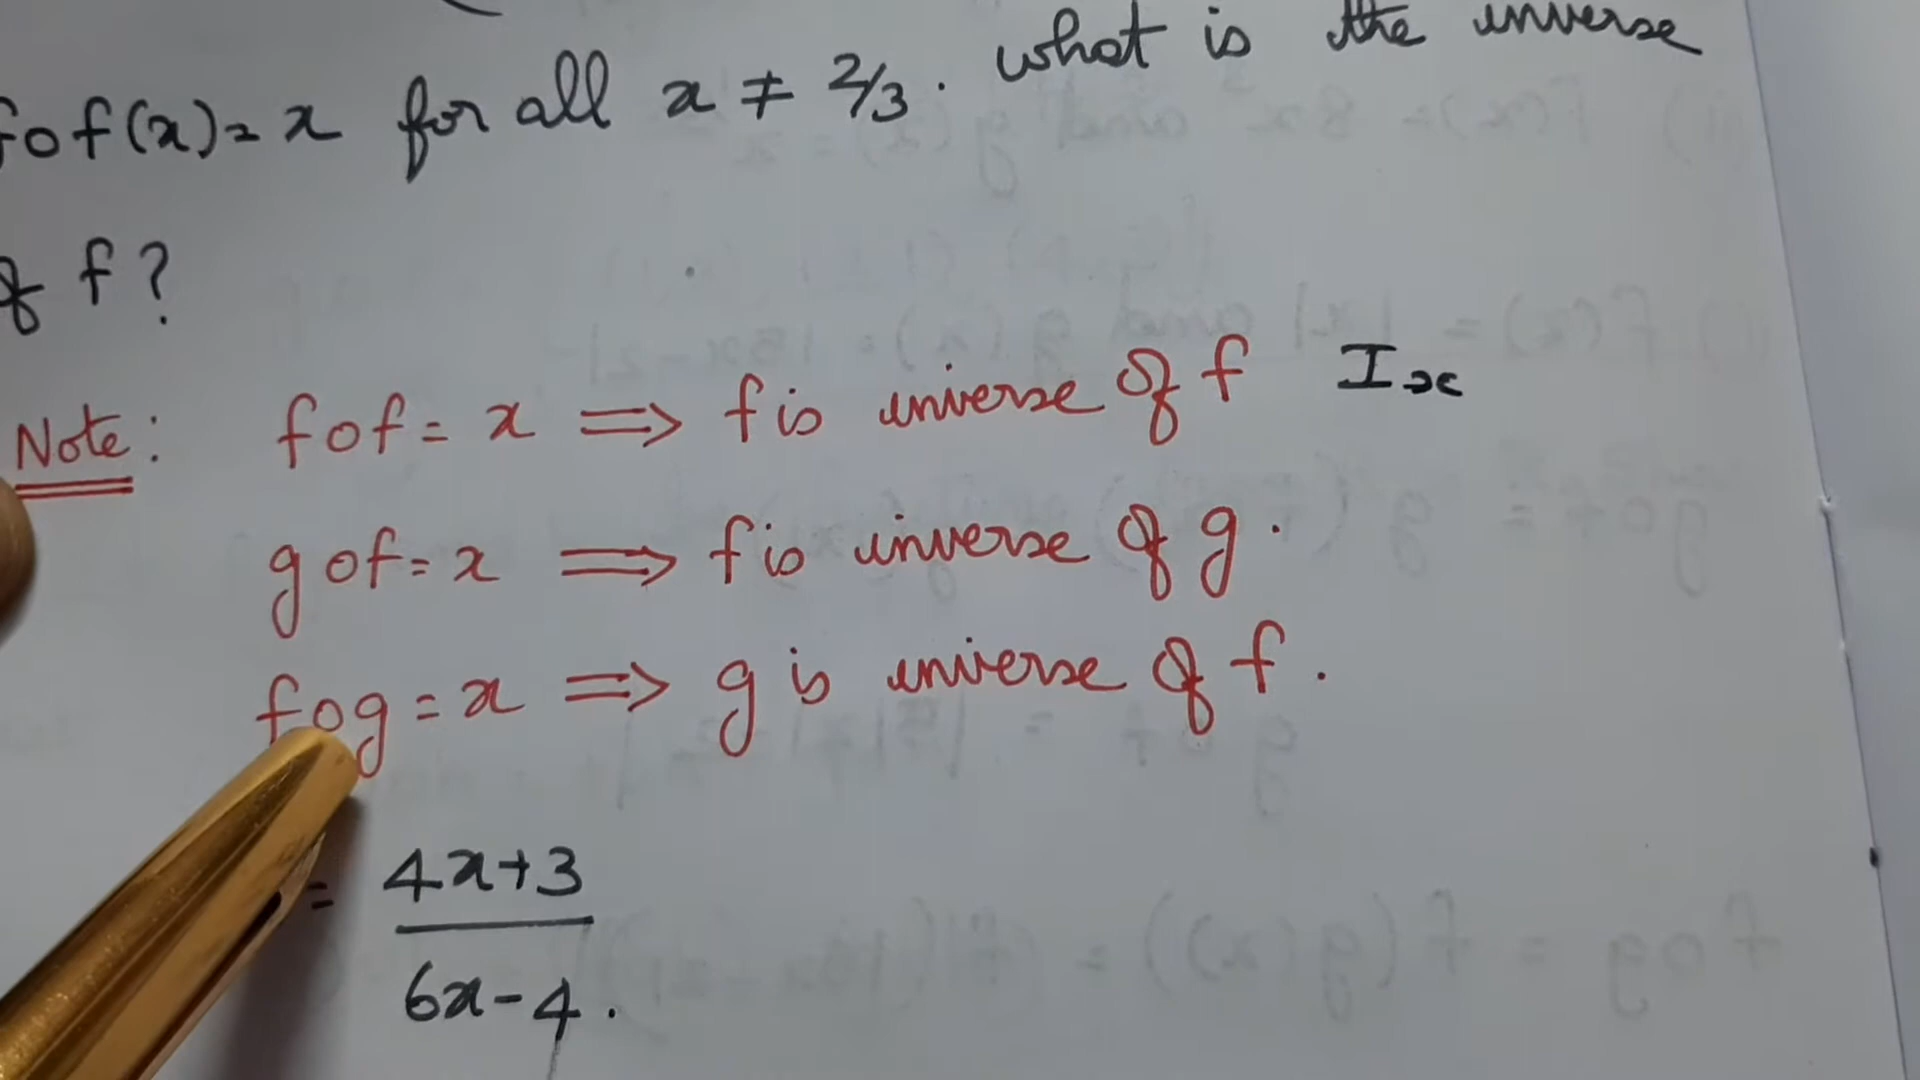 fof(x)=x for all x ≠ 2/3. what is the inverse
of f?
Note: fof = x ⟹ f is inverse of f Ix
gof = x ⟹ f is inverse of g.
fog = x ⟹ g is inverse of f.
= 4x+3
6x-4.